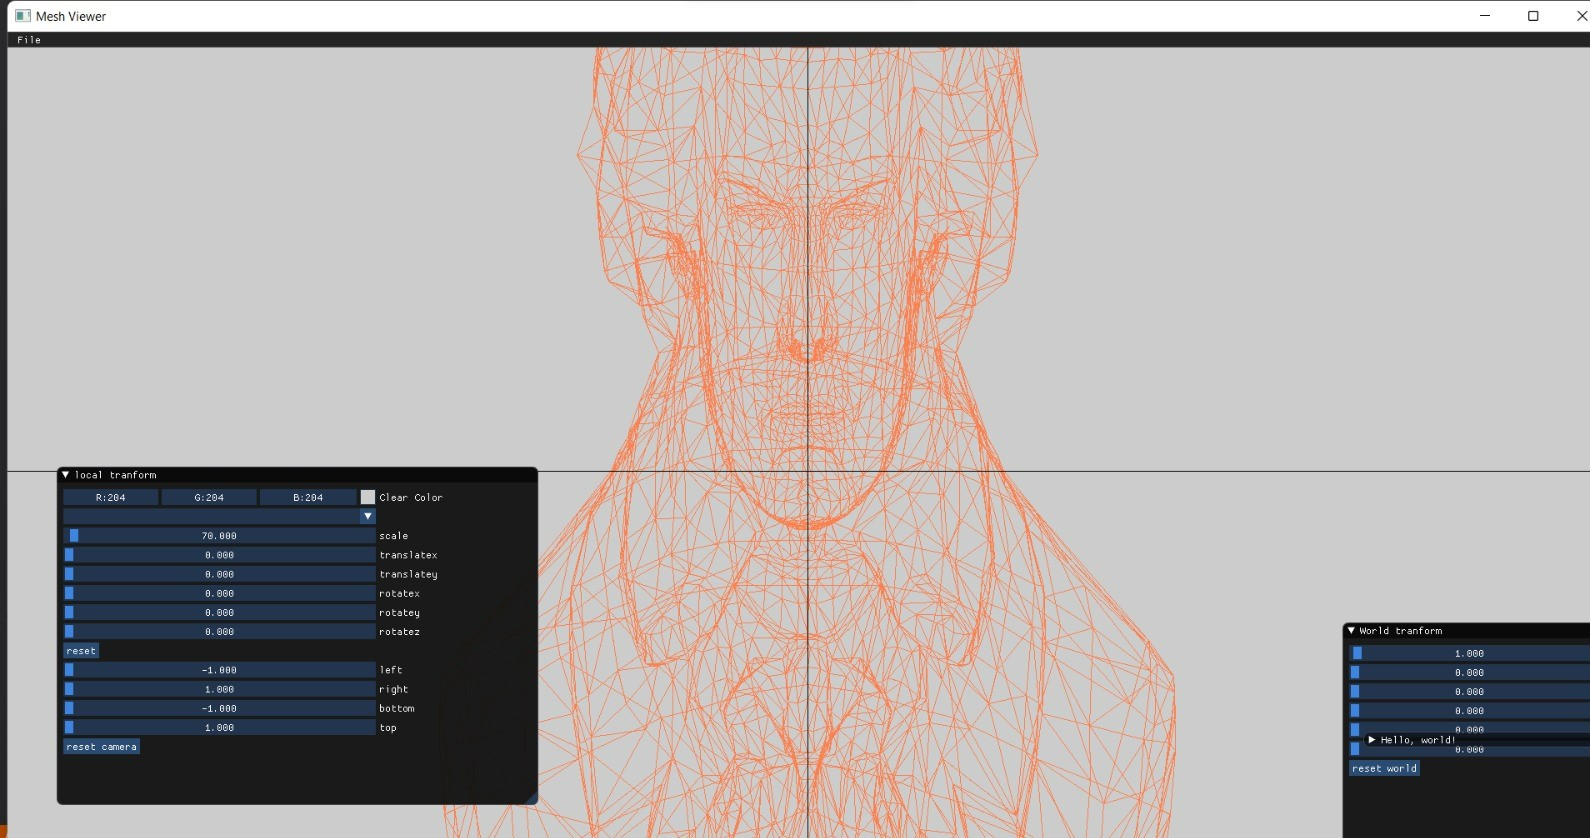 Mesh Viewer
File
local tranform
R:204 G:204 B:204 Clear Color
70.000 scale
0.000 translatex
0.000 translatey
0.000 rotatex
0.000 rotatey
0.000 rotatez
reset
-1.000 left
1.000 right
-1.000 bottom
1.000 top
reset camera
World tranform
1.000
0.000
0.000
0.000
0.000
Hello, world!
0.000
reset world